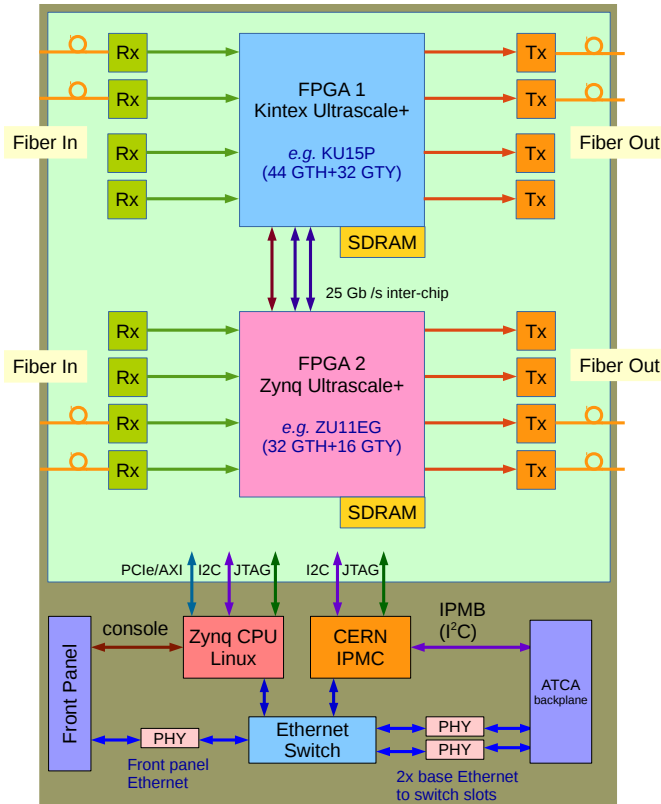 Rx
Tx
FPGA 1
Kintex Ultrascale+
Rx
Tx
Fiber In
Fiber Out
Rx
e.g. KU15P
(44 GTH+32 GTY)
Tx
Rx
Tx
SDRAM
25 Gb /s inter-chip
Rx
Tx
FPGA 2
Zynq Ultrascale+
Fiber In
Fiber Out
Rx
Tx
Rx
e.g. ZU11EG
(32 GTH+16 GTY)
Tx
Rx
Tx
SDRAM
PCIe/AXI
I2C
JTAG
I2C
JTAG
Front Panel
console
Zynq CPU
Linux
CERN
IPMC
IPMB
(I²C)
ATCA
backplane
PHY
Ethernet
Switch
PHY
PHY
Front panel
Ethernet
2x base Ethernet
to switch slots